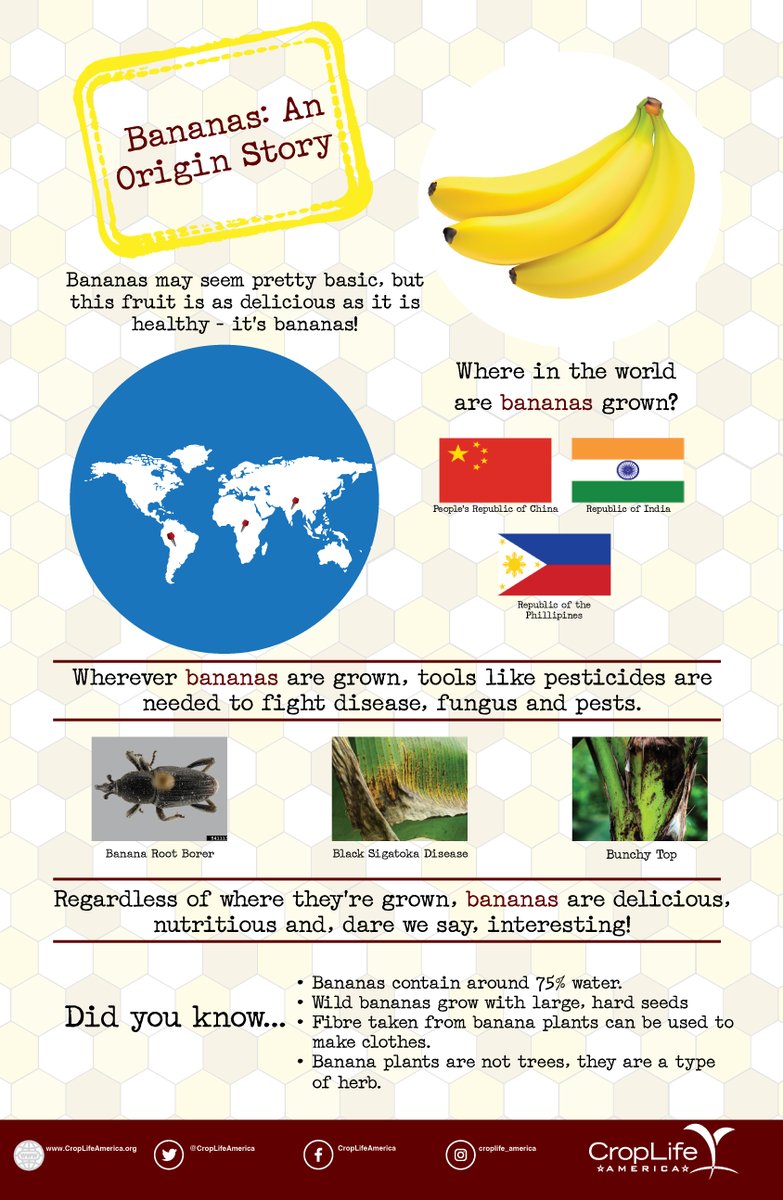 Bananas: An
Origin Story
Bananas may seem pretty basic, but
this fruit is as delicious as it is
healthy - it's bananas!
Where in the world
are bananas grown?
People's Republic of China
Republic of India
Republic of the
Phillipines
Wherever bananas are grown, tools like pesticides are
needed to fight disease, fungus and pests.
Banana Root Borer
Black Sigatoka Disease
Bunchy Top
Regardless of where they're grown, bananas are delicious,
nutritious and, dare we say, interesting!
Did you know...
• Bananas contain around 75% water.
• Wild bananas grow with large, hard seeds
• Fibre taken from banana plants can be used to
make clothes.
• Banana plants are not trees, they are a type
of herb.
www
www.CropLifeAmerica.org
@CropLifeAmerica
CropLifeAmerica
croplife_america
CropLife
AMERICA